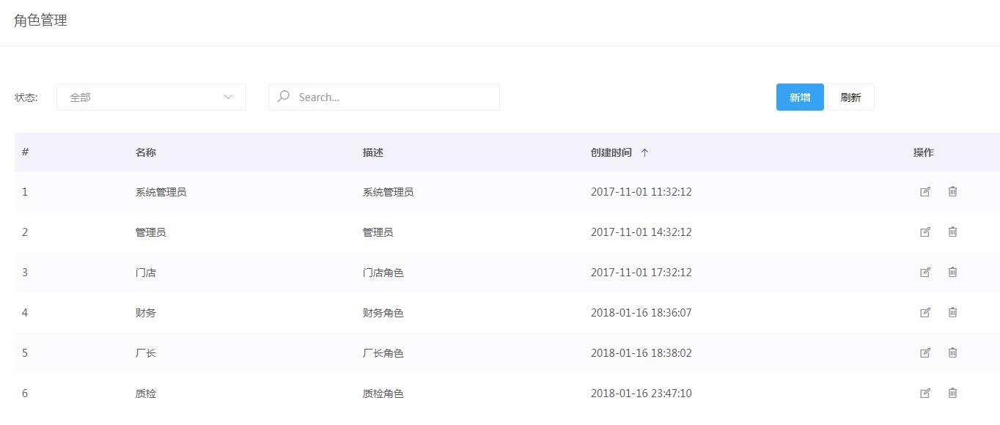 角色管理
状态: 全部 Search... 新增 刷新
# 名称 描述 创建时间 操作
1 系统管理员 系统管理员 2017-11-01 11:32:12
2 管理员 管理员 2017-11-01 14:32:12
3 门店 门店角色 2017-11-01 17:32:12
4 财务 财务角色 2018-01-16 18:36:07
5 厂长 厂长角色 2018-01-16 18:38:02
6 质检 质检角色 2018-01-16 23:47:10